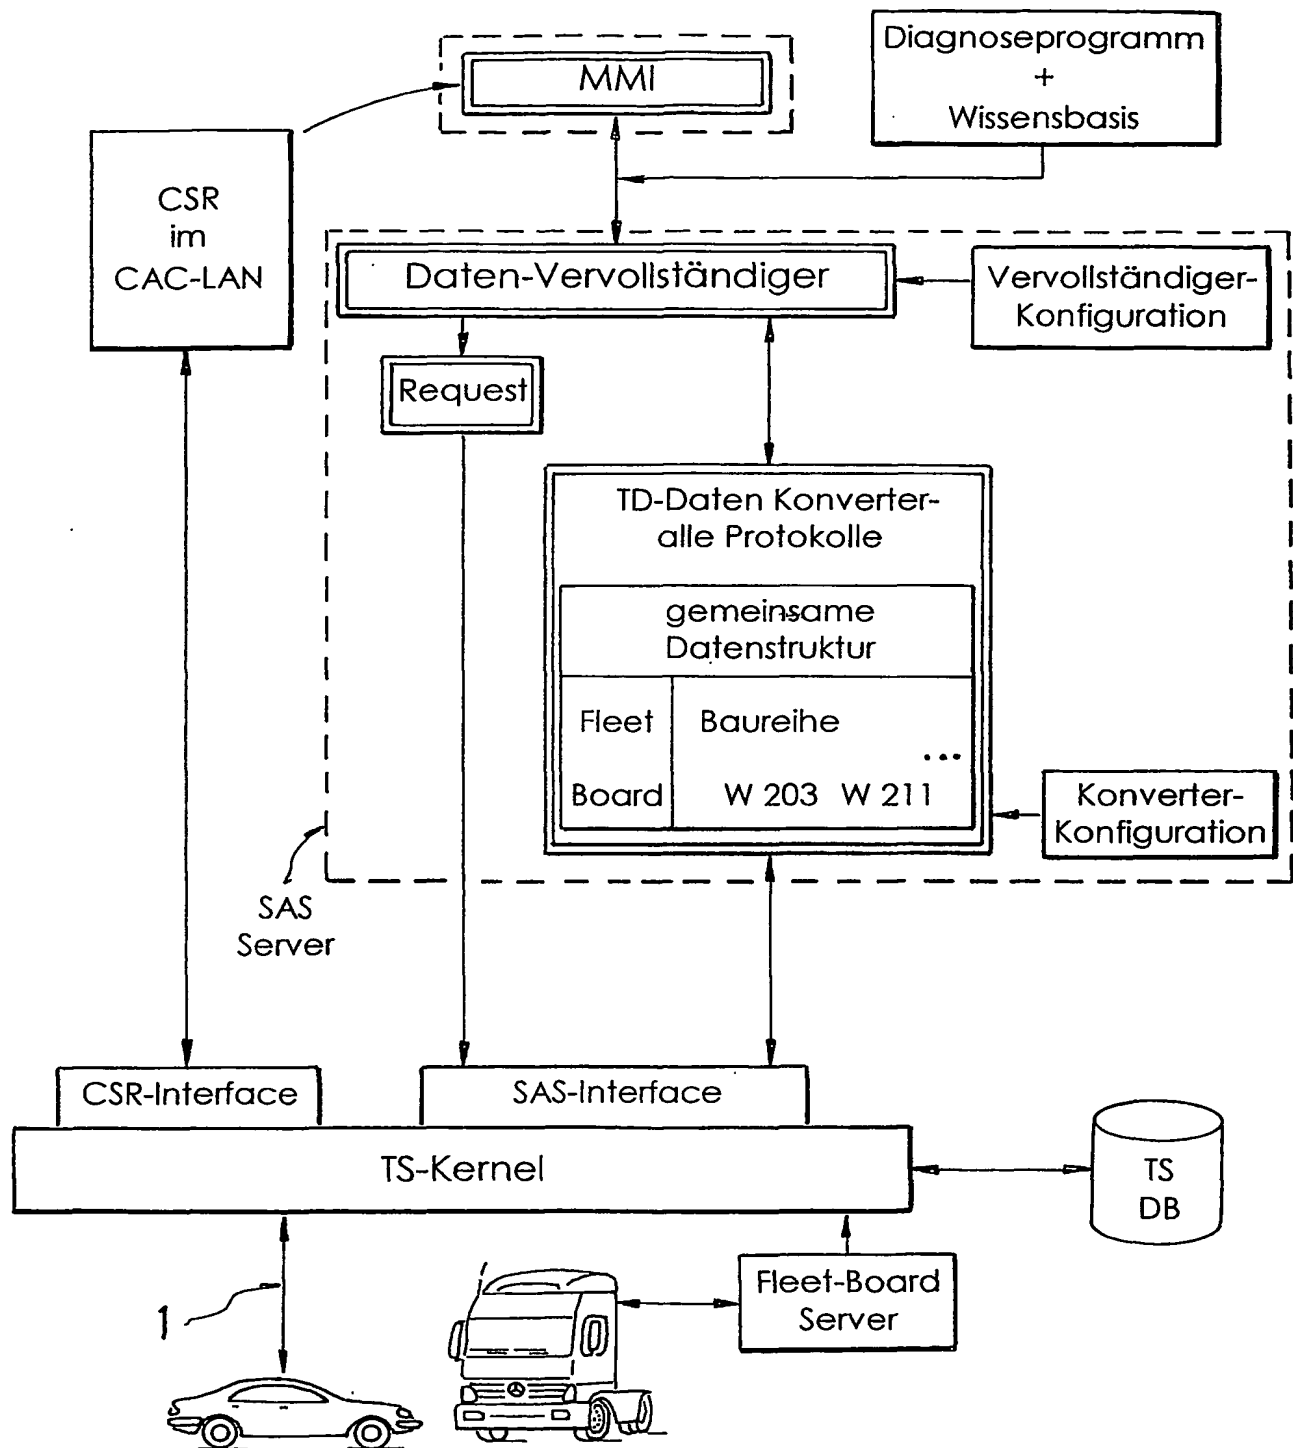 MMI
Diagnoseprogramm
+
Wissensbasis
CSR
im
CAC-LAN
Daten-Vervollständiger
Vervollständiger-
Konfiguration
Request
TD-Daten Konverter-
alle Protokolle
gemeinsame
Datenstruktur
Fleet
Board
Baureihe
...
W 203 W 211
Konverter-
Konfiguration
SAS
Server
CSR-Interface
SAS-Interface
TS-Kernel
TS
DB
Fleet-Board
Server
1